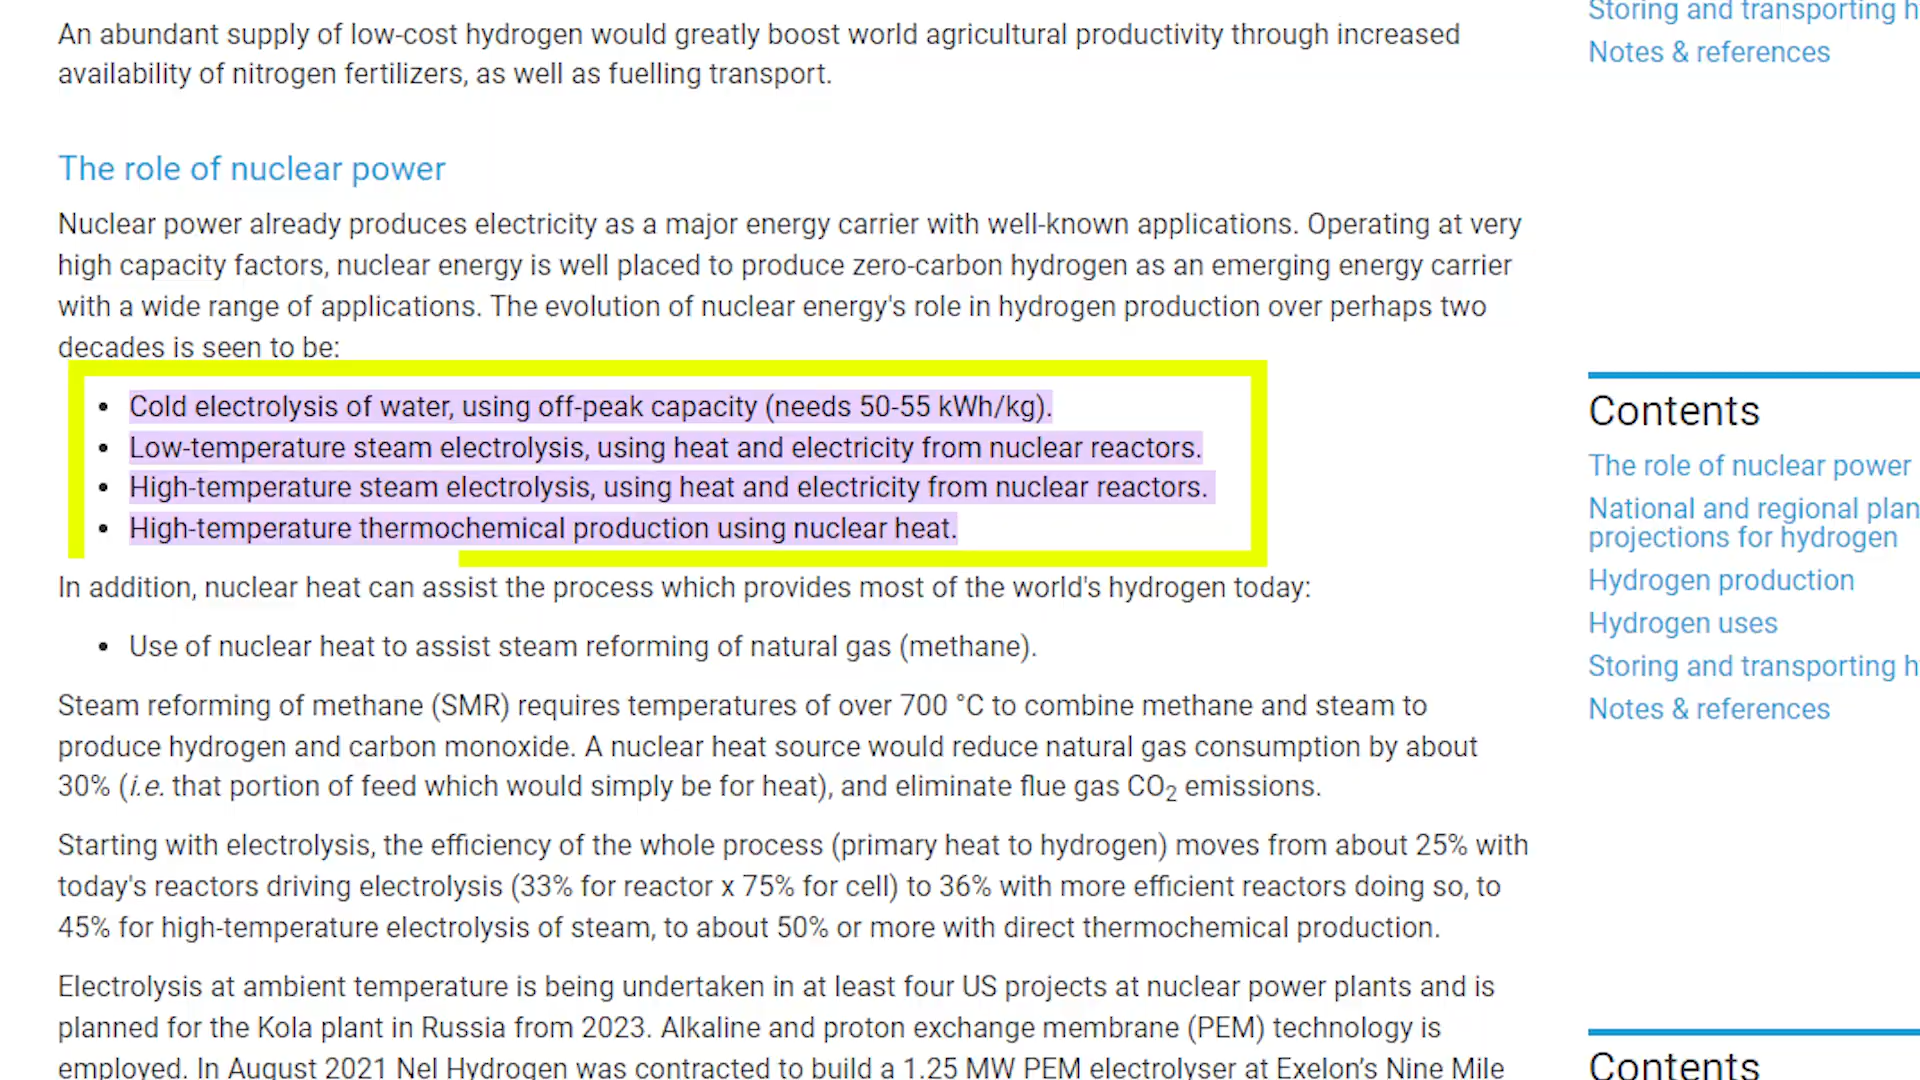 An abundant supply of low-cost hydrogen would greatly boost world agricultural productivity through increased
availability of nitrogen fertilizers, as well as fuelling transport.
The role of nuclear power
Nuclear power already produces electricity as a major energy carrier with well-known applications. Operating at very
high capacity factors, nuclear energy is well placed to produce zero-carbon hydrogen as an emerging energy carrier
with a wide range of applications. The evolution of nuclear energy's role in hydrogen production over perhaps two
decades is seen to be:
• Cold electrolysis of water, using off-peak capacity (needs 50-55 kWh/kg).
• Low-temperature steam electrolysis, using heat and electricity from nuclear reactors.
• High-temperature steam electrolysis, using heat and electricity from nuclear reactors.
• High-temperature thermochemical production using nuclear heat.
In addition, nuclear heat can assist the process which provides most of the world's hydrogen today:
• Use of nuclear heat to assist steam reforming of natural gas (methane).
Steam reforming of methane (SMR) requires temperatures of over 700 °C to combine methane and steam to
produce hydrogen and carbon monoxide. A nuclear heat source would reduce natural gas consumption by about
30% (i.e. that portion of feed which would simply be for heat), and eliminate flue gas CO2 emissions.
Starting with electrolysis, the efficiency of the whole process (primary heat to hydrogen) moves from about 25% with
today's reactors driving electrolysis (33% for reactor x 75% for cell) to 36% with more efficient reactors doing so, to
45% for high-temperature electrolysis of steam, to about 50% or more with direct thermochemical production.
Electrolysis at ambient temperature is being undertaken in at least four US projects at nuclear power plants and is
planned for the Kola plant in Russia from 2023. Alkaline and proton exchange membrane (PEM) technology is
employed. In August 2021 Nel Hydrogen was contracted to build a 1.25 MW PEM electrolyser at Exelon's Nine Mile
Storing and transporting h
Notes & references
Contents
The role of nuclear power
National and regional plan
projections for hydrogen
Hydrogen production
Hydrogen uses
Storing and transporting h
Notes & references
Contents